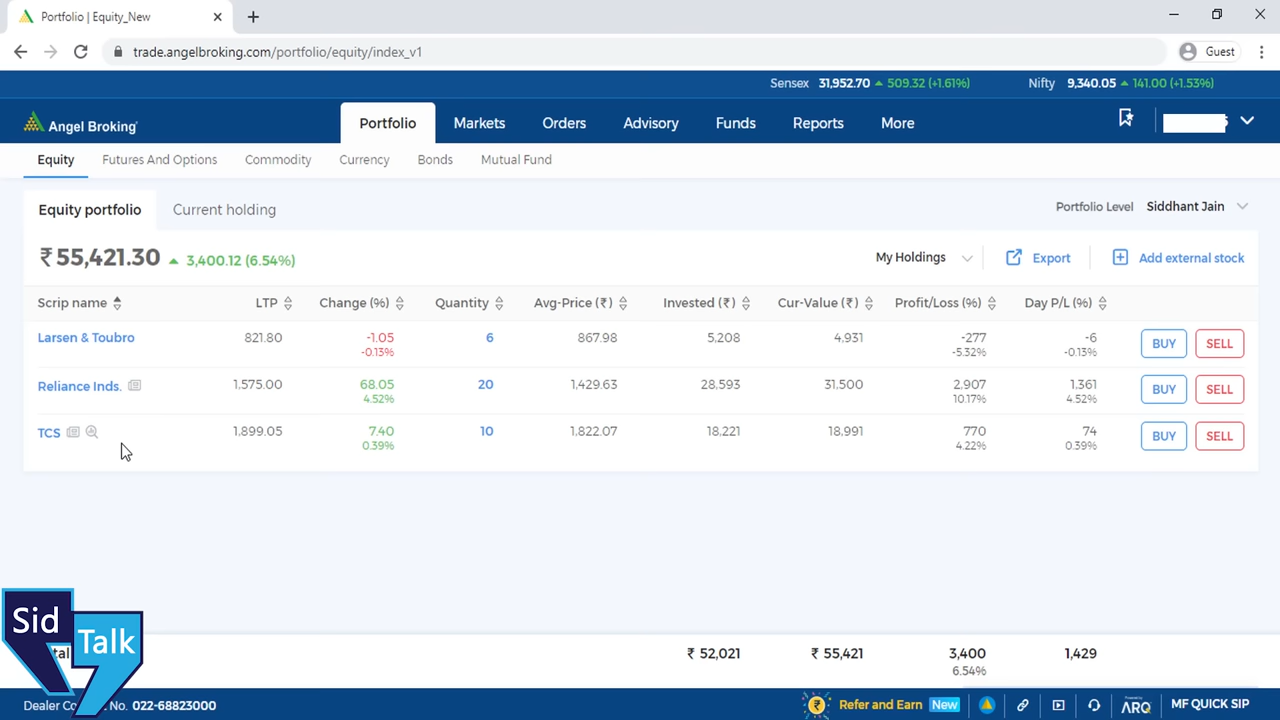 Portfolio | Equity_New
trade.angelbroking.com/portfolio/equity/index_v1
Guest
Sensex 31,952.70 509.32 (+1.61%) Nifty 9,340.05 141.00 (+1.53%)
Angel Broking
Portfolio Markets Orders Advisory Funds Reports More
Equity Futures And Options Commodity Currency Bonds Mutual Fund
Equity portfolio Current holding Portfolio Level Siddhant Jain
₹ 55,421.30 3,400.12 (6.54%) My Holdings Export Add external stock
Scrip name LTP Change (%) Quantity Avg-Price (₹) Invested (₹) Cur-Value (₹) Profit/Loss (%) Day P/L (%)
Larsen & Toubro 821.80 -1.05 6 867.98 5,208 4,931 -277 -6 BUY SELL
-0.13% -5.32% -0.13%
Reliance Inds. 1,575.00 68.05 20 1,429.63 28,593 31,500 2,907 1,361 BUY SELL
4.52% 10.17% 4.52%
TCS 1,899.05 7.40 10 1,822.07 18,221 18,991 770 74 BUY SELL
0.39% 4.22% 0.39%
Sid
Talk
₹ 52,021 ₹ 55,421 3,400 1,429
6.54%
Dealer No. 022-68823000 Refer and Earn New Powered by ARQ MF QUICK SIP